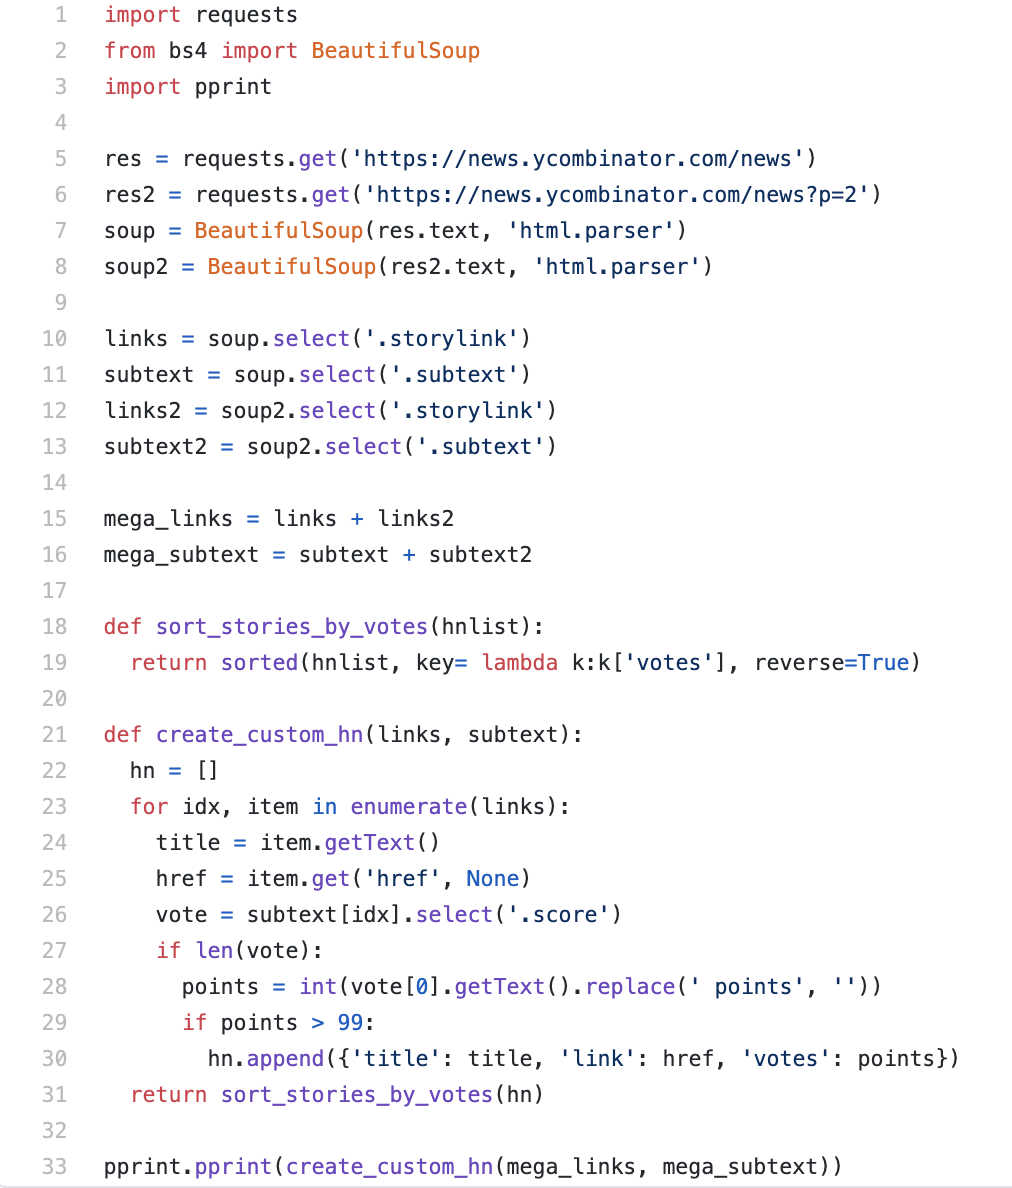 1 import requests
2 from bs4 import BeautifulSoup
3 import pprint
4
5 res = requests.get('https://news.ycombinator.com/news')
6 res2 = requests.get('https://news.ycombinator.com/news?p=2')
7 soup = BeautifulSoup(res.text, 'html.parser')
8 soup2 = BeautifulSoup(res2.text, 'html.parser')
9
10 links = soup.select('.storylink')
11 subtext = soup.select('.subtext')
12 links2 = soup2.select('.storylink')
13 subtext2 = soup2.select('.subtext')
14
15 mega_links = links + links2
16 mega_subtext = subtext + subtext2
17
18 def sort_stories_by_votes(hnlist):
19   return sorted(hnlist, key= lambda k:k['votes'], reverse=True)
20
21 def create_custom_hn(links, subtext):
22   hn = []
23   for idx, item in enumerate(links):
24     title = item.getText()
25     href = item.get('href', None)
26     vote = subtext[idx].select('.score')
27     if len(vote):
28       points = int(vote[0].getText().replace(' points', ''))
29       if points > 99:
30         hn.append({'title': title, 'link': href, 'votes': points})
31   return sort_stories_by_votes(hn)
32
33 pprint.pprint(create_custom_hn(mega_links, mega_subtext))